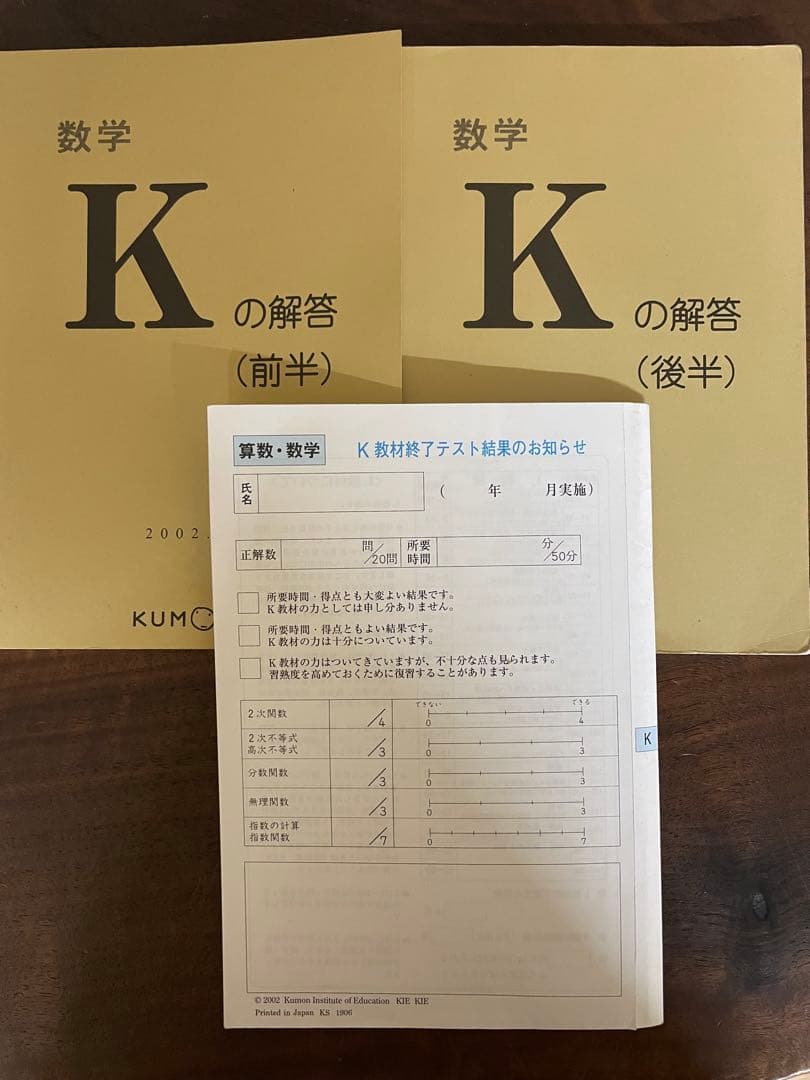 数学
K の解答
(前半)
2002.
KUM
数学
K の解答
(後半)
算数・数学 K 教材終了テスト結果のお知らせ
氏名 ( 年 月実施)
正解数 問/20問 所要時間 分/50分
所要時間・得点とも大変よい結果です。
K 教材の力としては申し分ありません。
所要時間・得点ともよい結果です。
K 教材の力は十分についています。
K 教材の力はついてきていますが、不十分な点も見られます。
習熟度を高めておくために復習することがあります。
できない できる
2次関数 /4 0 4
2次不等式
高次不等式 /3 0 3
分数関数 /3 0 3
無理関数 /3 0 3
指数の計算
指数関数 /7 0 7
K
© 2002 Kumon Institute of Education KIE KIE
Printed in Japan KS 1906